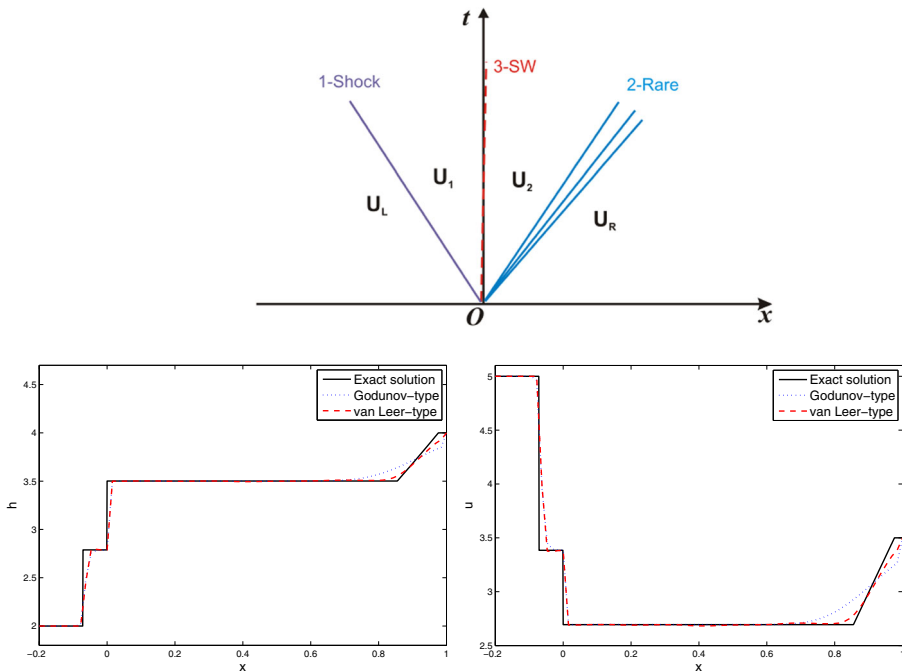 t
3-SW
1-Shock
2-Rare
U1
U2
UL
UR
O
x
Exact solution
Godunov-type
van Leer-type
4.5
4
3.5
3
2.5
2
h
−0.2
0
0.2
0.4
0.6
0.8
1
x
Exact solution
Godunov-type
van Leer-type
5
4.5
4
3.5
3
2.5
u
−0.2
0
0.2
0.4
0.6
0.8
1
x